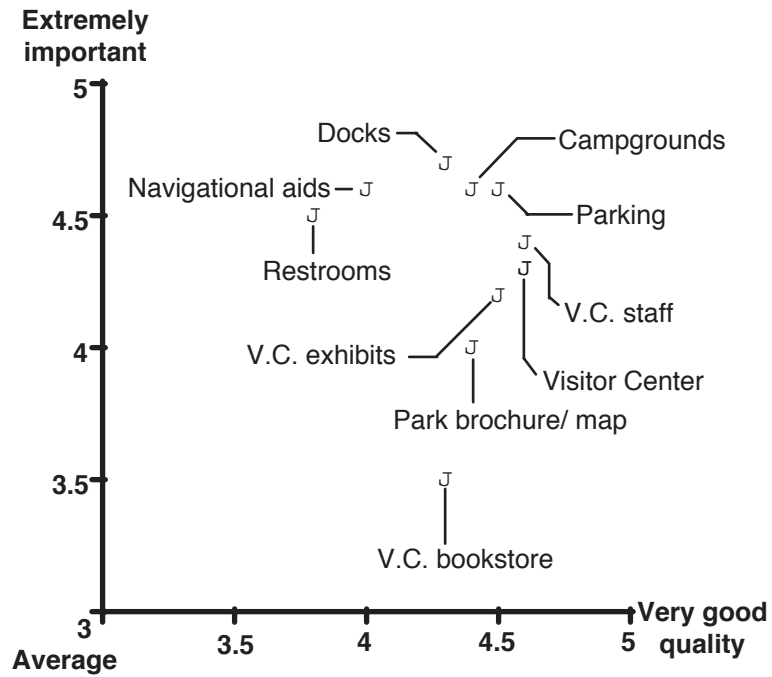 Extremely
important
5
Docks
J
Campgrounds
Navigational aids
J
J
J
4.5
J
Parking
Restrooms
J
J
V.C. staff
J
4
V.C. exhibits
J
Visitor Center
Park brochure/ map
3.5
J
V.C. bookstore
3
3.5
4
4.5
5
Very good
quality
Average